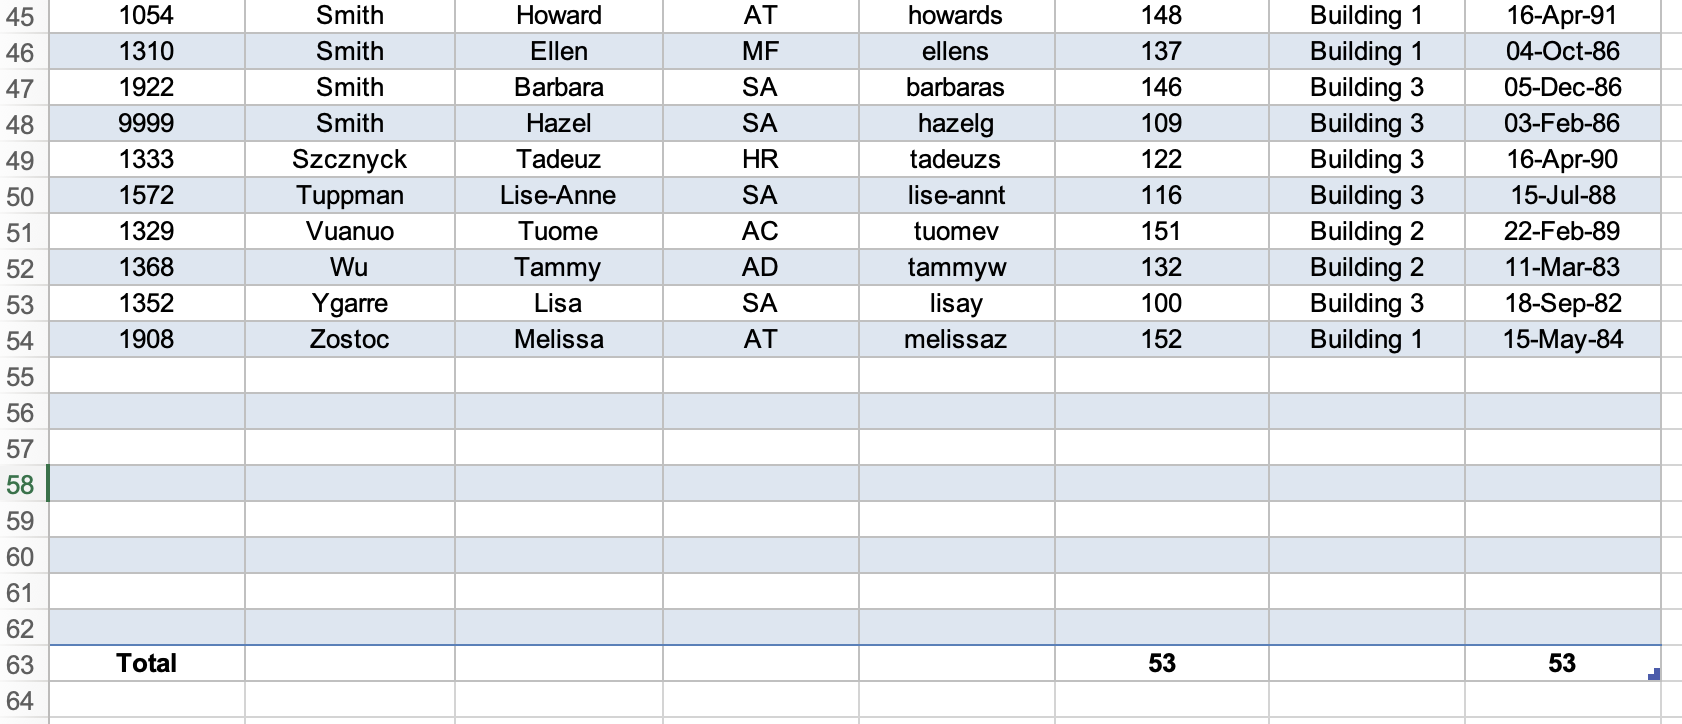 45 1054 Smith Howard AT howards 148 Building 1 16-Apr-91
46 1310 Smith Ellen MF ellens 137 Building 1 04-Oct-86
47 1922 Smith Barbara SA barbaras 146 Building 3 05-Dec-86
48 9999 Smith Hazel SA hazelg 109 Building 3 03-Feb-86
49 1333 Szcznyck Tadeuz HR tadeuzs 122 Building 3 16-Apr-90
50 1572 Tuppman Lise-Anne SA lise-annt 116 Building 3 15-Jul-88
51 1329 Vuanuo Tuome AC tuomev 151 Building 2 22-Feb-89
52 1368 Wu Tammy AD tammyw 132 Building 2 11-Mar-83
53 1352 Ygarre Lisa SA lisay 100 Building 3 18-Sep-82
54 1908 Zostoc Melissa AT melissaz 152 Building 1 15-May-84
55
56
57
58
59
60
61
62
63 Total 53 53
64